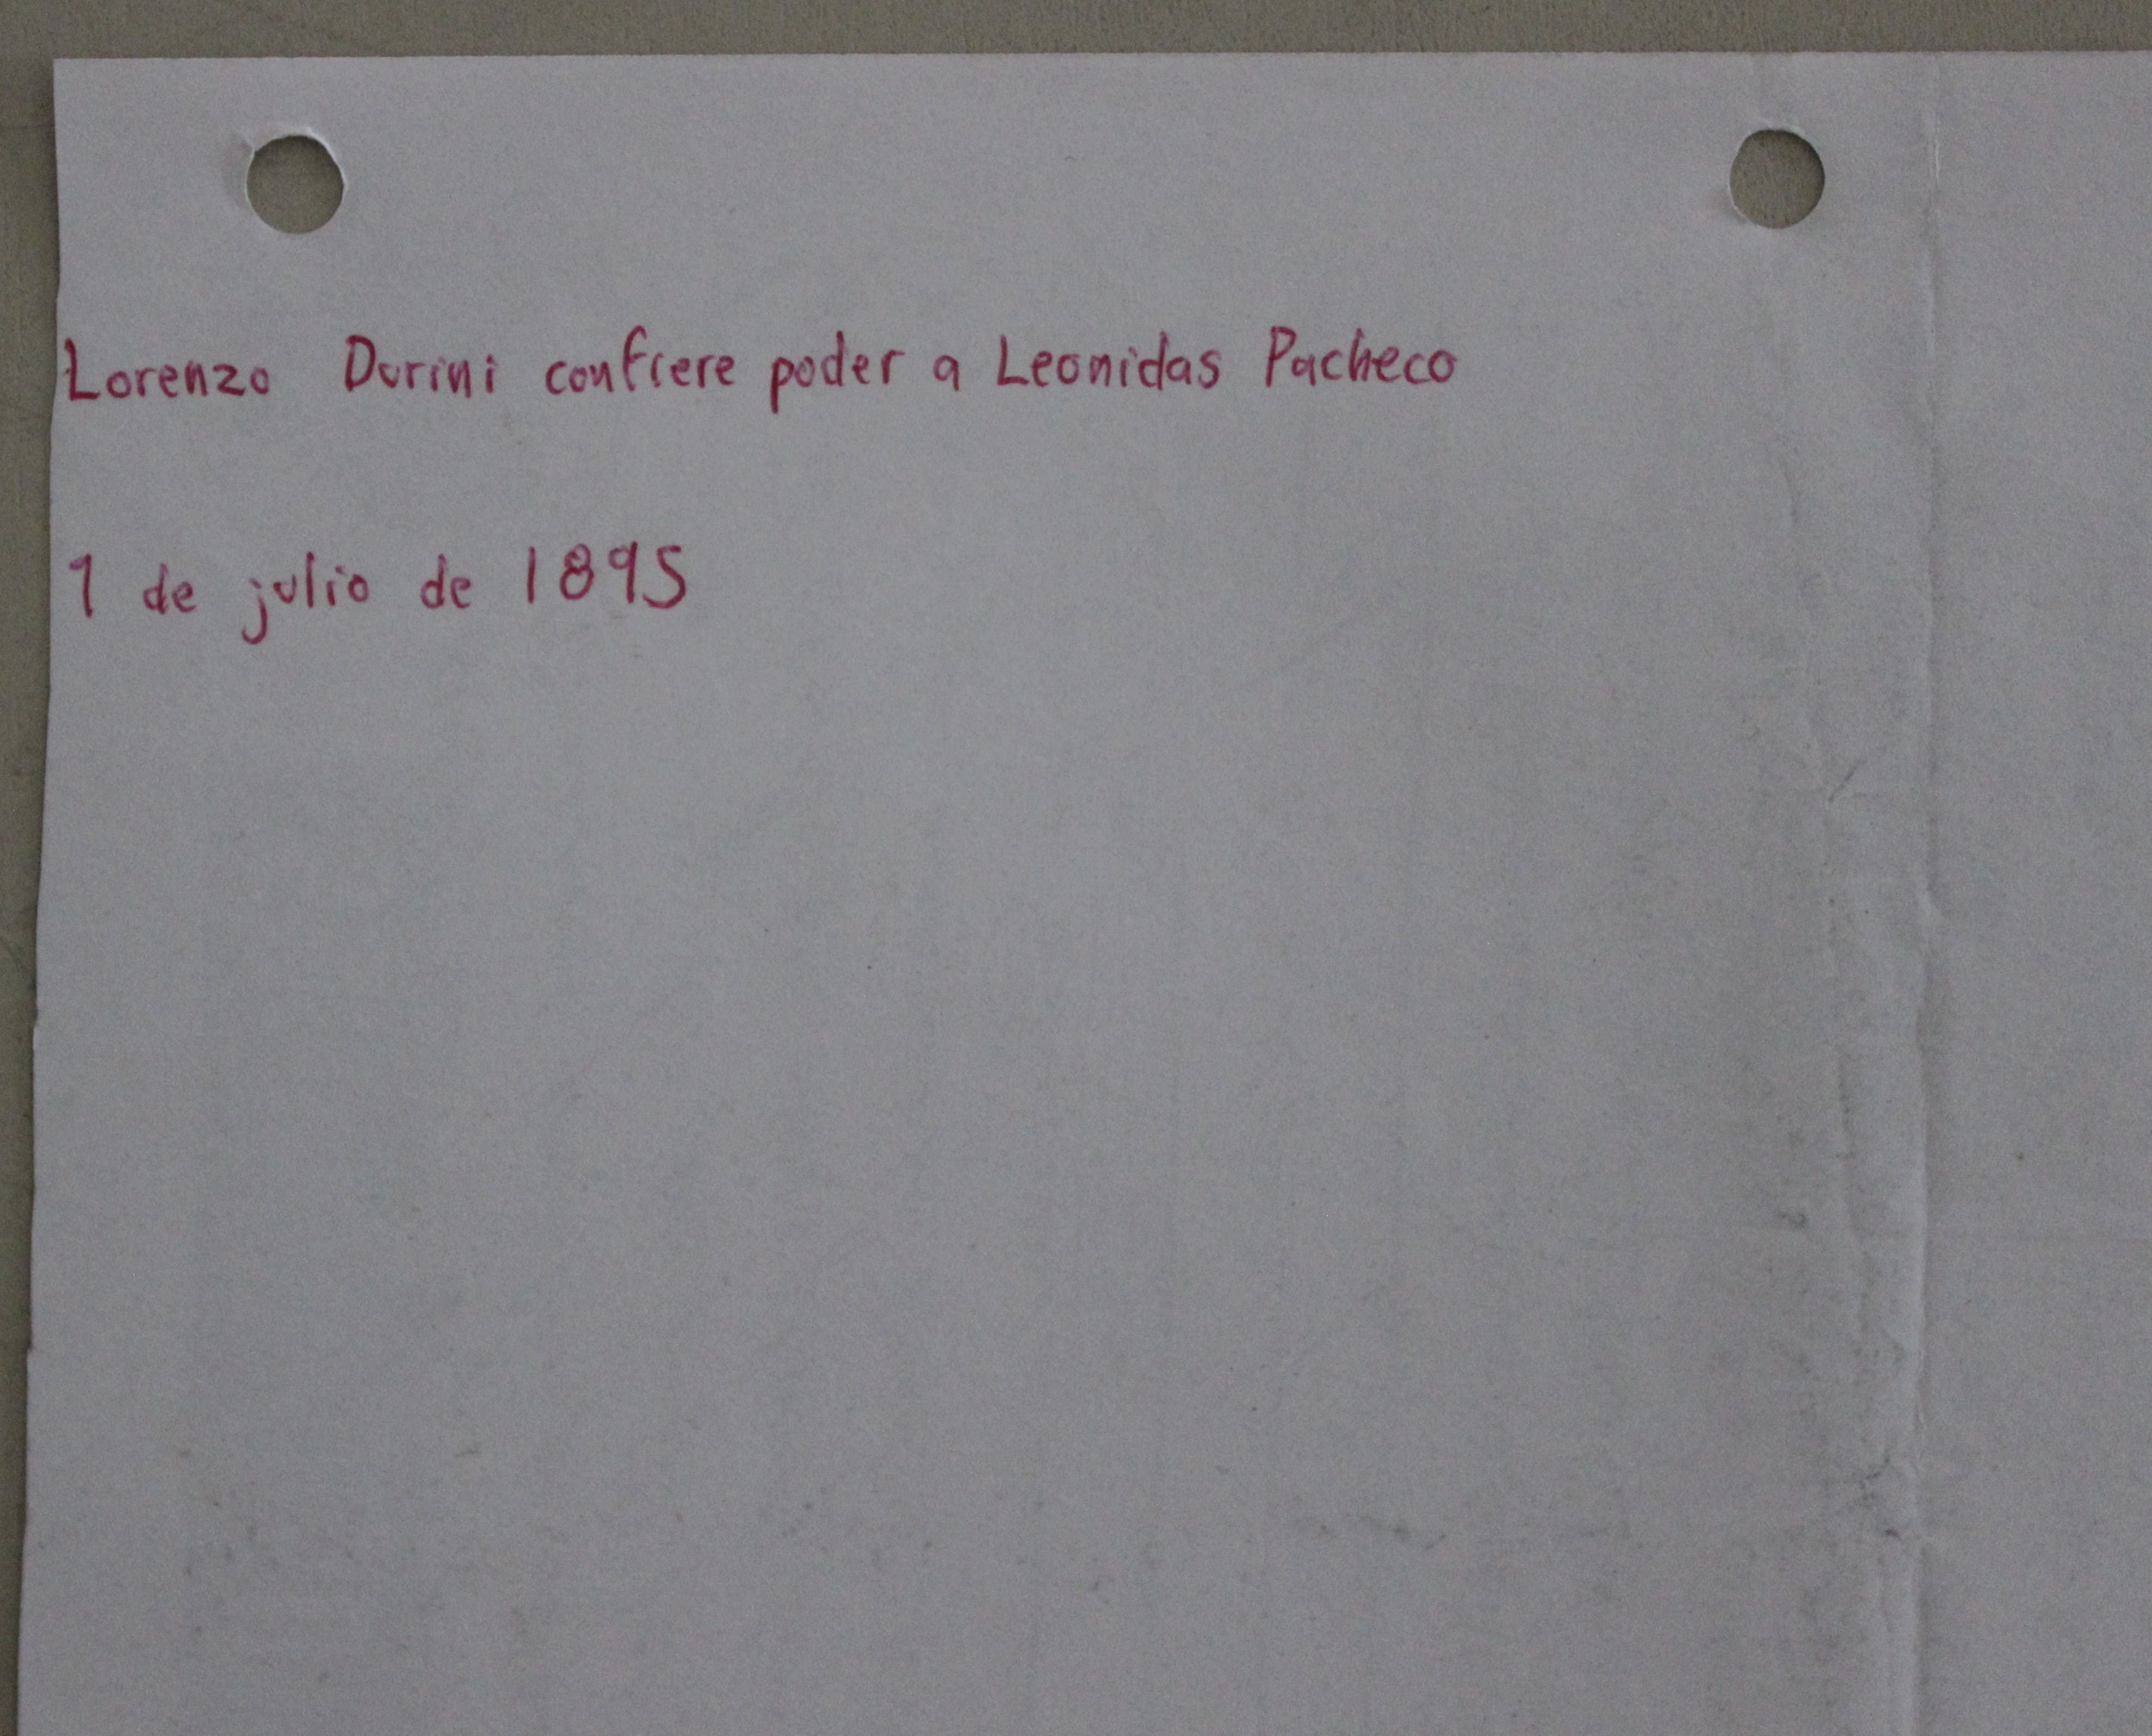 Lorenzo Durini confiere poder a Leonidas Pacheco
1 de julio de 1895